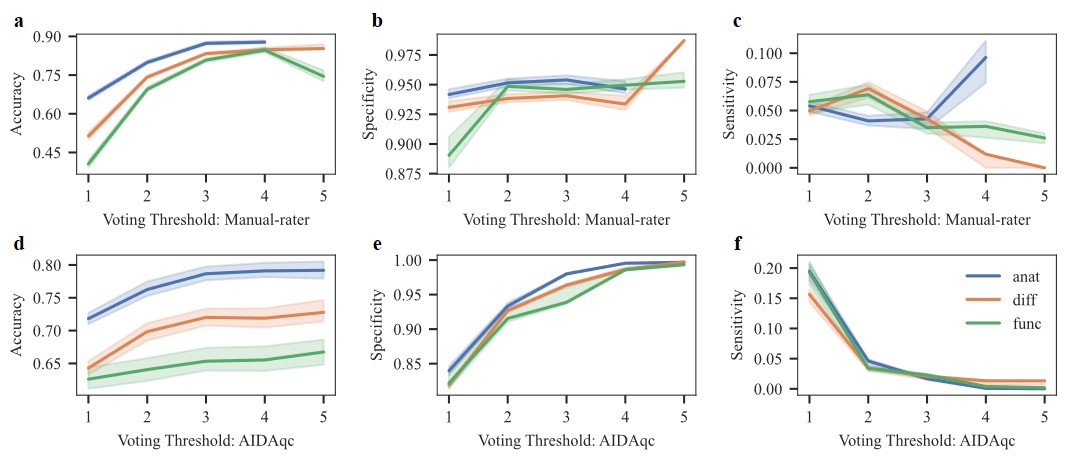 a
b
c
0.90
0.75
0.60
0.45
Accuracy
1 2 3 4 5
Voting Threshold: Manual-rater
0.975
0.950
0.925
0.900
0.875
Specificity
1 2 3 4 5
Voting Threshold: Manual-rater
0.100
0.075
0.050
0.025
0.000
Sensitivity
1 2 3 4 5
Voting Threshold: Manual-rater
d
e
f
0.80
0.75
0.70
0.65
Accuracy
1 2 3 4 5
Voting Threshold: AIDAqc
1.00
0.95
0.90
0.85
Specificity
1 2 3 4 5
Voting Threshold: AIDAqc
0.20
0.15
0.10
0.05
0.00
Sensitivity
anat
diff
func
1 2 3 4 5
Voting Threshold: AIDAqc